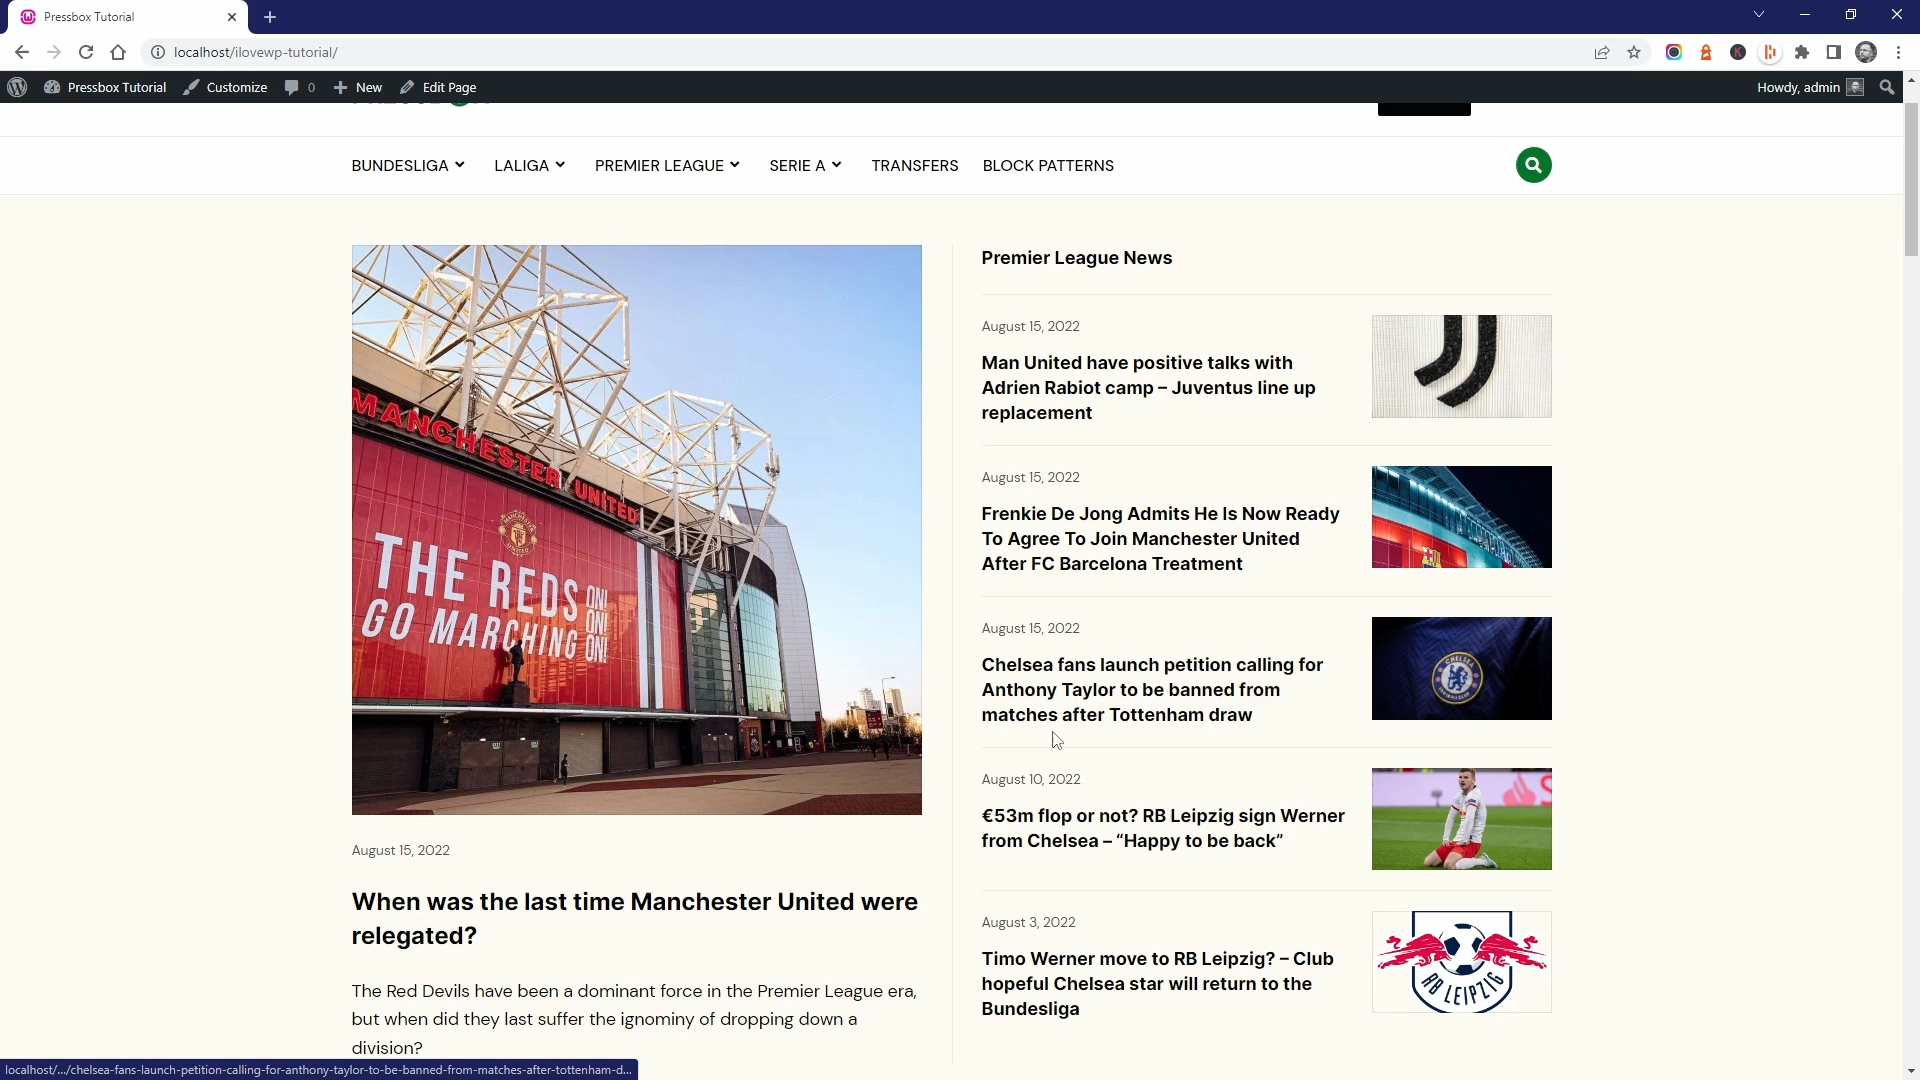 Pressbox Tutorial
localhost/ilovewp-tutorial/
Pressbox Tutorial Customize 0 New Edit Page Howdy, admin
BUNDESLIGA LALIGA PREMIER LEAGUE SERIE A TRANSFERS BLOCK PATTERNS
MANCHESTER UNITED
THE REDS
GO MARCHING
ON!
ON!
ON!
August 15, 2022
When was the last time Manchester United were
relegated?
The Red Devils have been a dominant force in the Premier League era,
but when did they last suffer the ignominy of dropping down a
division?
Premier League News
August 15, 2022
Man United have positive talks with
Adrien Rabiot camp – Juventus line up
replacement
August 15, 2022
Frenkie De Jong Admits He Is Now Ready
To Agree To Join Manchester United
After FC Barcelona Treatment
August 15, 2022
Chelsea fans launch petition calling for
Anthony Taylor to be banned from
matches after Tottenham draw
August 10, 2022
€53m flop or not? RB Leipzig sign Werner
from Chelsea – “Happy to be back”
August 3, 2022
Timo Werner move to RB Leipzig? – Club
hopeful Chelsea star will return to the
Bundesliga
RB LEIPZIG
localhost/.../chelsea-fans-launch-petition-calling-for-anthony-taylor-to-be-banned-from-matches-after-tottenham-d...